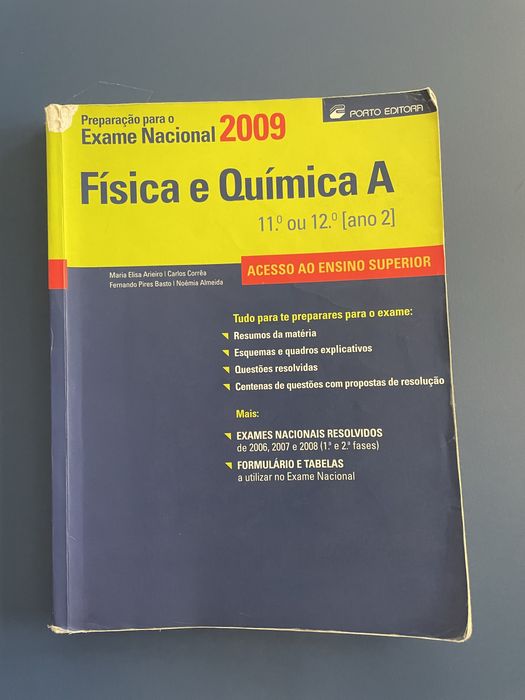 PORTO EDITORA
Preparação para o
Exame Nacional 2009
Física e Química A
11.º ou 12.º [ano 2]
ACESSO AO ENSINO SUPERIOR
Maria Elisa Arieiro | Carlos Corrêa
Fernando Pires Basto | Noémia Almeida
Tudo para te preparares para o exame:
Resumos da matéria
Esquemas e quadros explicativos
Questões resolvidas
Centenas de questões com propostas de resolução
Mais:
EXAMES NACIONAIS RESOLVIDOS
de 2006, 2007 e 2008 (1.ª e 2.ª fases)
FORMULÁRIO E TABELAS
a utilizar no Exame Nacional